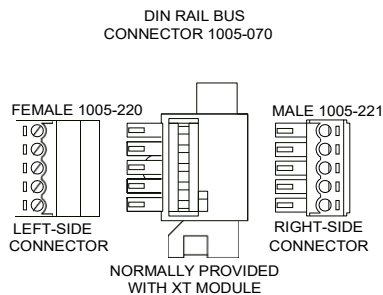 DIN RAIL BUS
CONNECTOR 1005-070
FEMALE 1005-220
MALE 1005-221
LEFT-SIDE
CONNECTOR
RIGHT-SIDE
CONNECTOR
NORMALLY PROVIDED
WITH XT MODULE